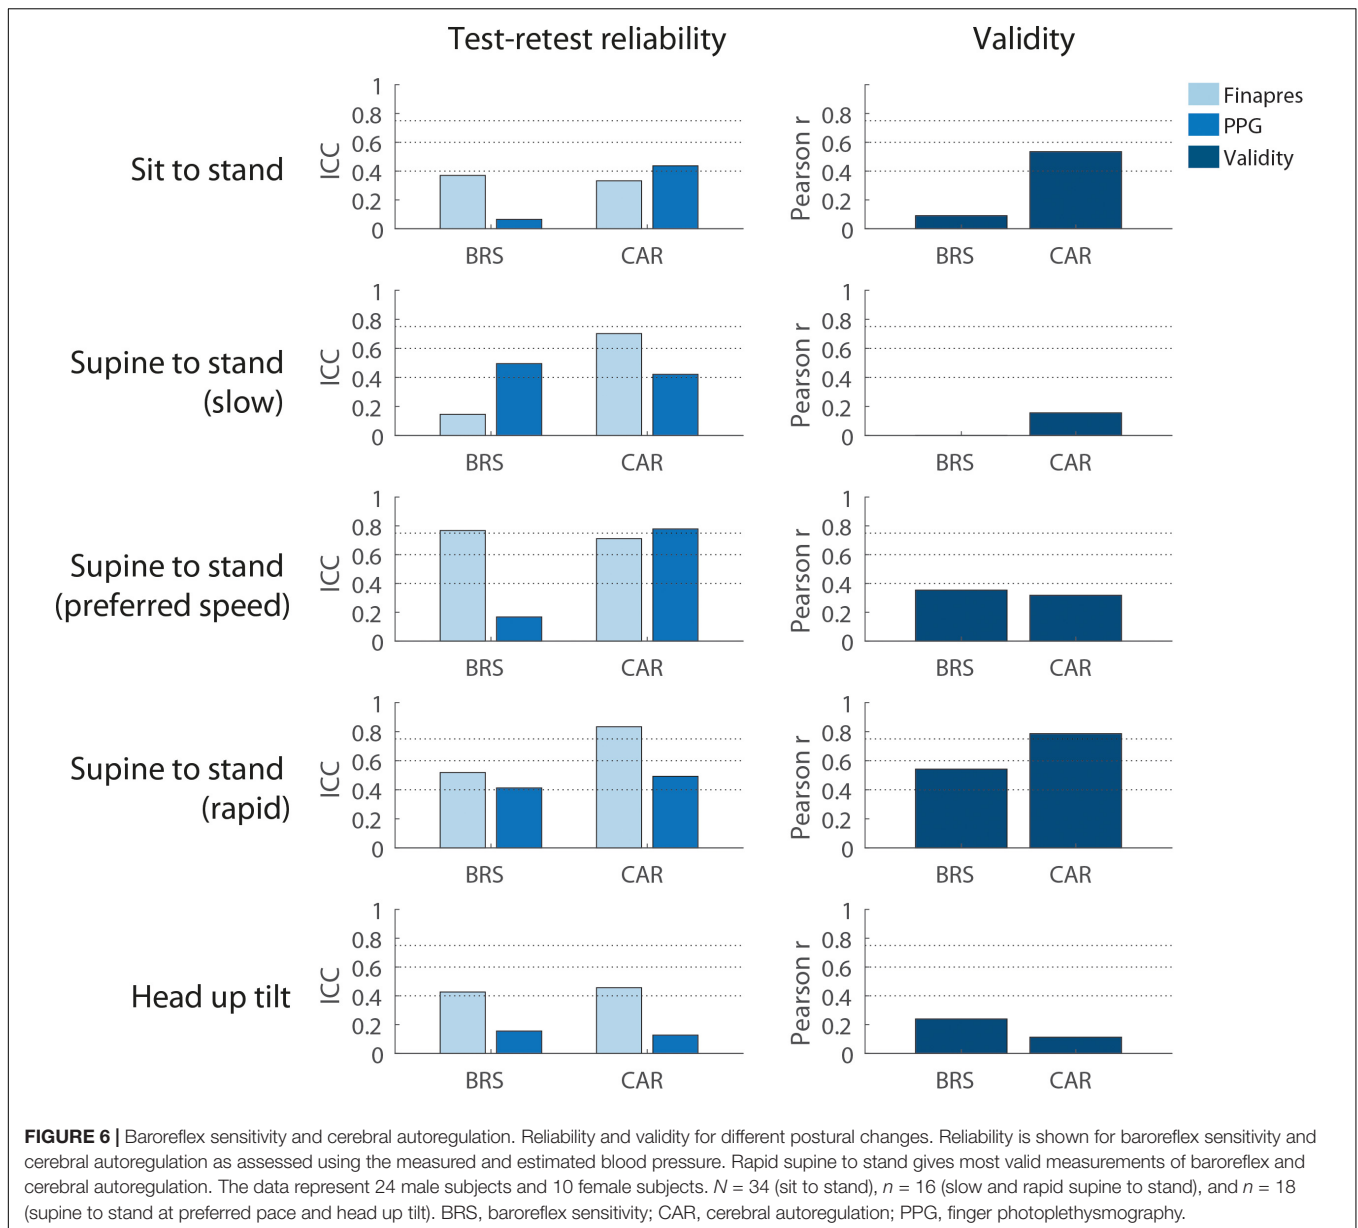 Test-retest reliability
Validity
Finapres
PPG
Validity
Sit to stand
ICC
1
0.8
0.6
0.4
0.2
0
BRS
CAR
Pearson r
1
0.8
0.6
0.4
0.2
0
BRS
CAR
Supine to stand
(slow)
ICC
1
0.8
0.6
0.4
0.2
0
BRS
CAR
Pearson r
1
0.8
0.6
0.4
0.2
0
BRS
CAR
Supine to stand
(preferred speed)
ICC
1
0.8
0.6
0.4
0.2
0
BRS
CAR
Pearson r
1
0.8
0.6
0.4
0.2
0
BRS
CAR
Supine to stand
(rapid)
ICC
1
0.8
0.6
0.4
0.2
0
BRS
CAR
Pearson r
1
0.8
0.6
0.4
0.2
0
BRS
CAR
Head up tilt
ICC
1
0.8
0.6
0.4
0.2
0
BRS
CAR
Pearson r
1
0.8
0.6
0.4
0.2
0
BRS
CAR
FIGURE 6 | Baroreflex sensitivity and cerebral autoregulation. Reliability and validity for different postural changes. Reliability is shown for baroreflex sensitivity and
cerebral autoregulation as assessed using the measured and estimated blood pressure. Rapid supine to stand gives most valid measurements of baroreflex and
cerebral autoregulation. The data represent 24 male subjects and 10 female subjects. N = 34 (sit to stand), n = 16 (slow and rapid supine to stand), and n = 18
(supine to stand at preferred pace and head up tilt). BRS, baroreflex sensitivity; CAR, cerebral autoregulation; PPG, finger photoplethysmography.